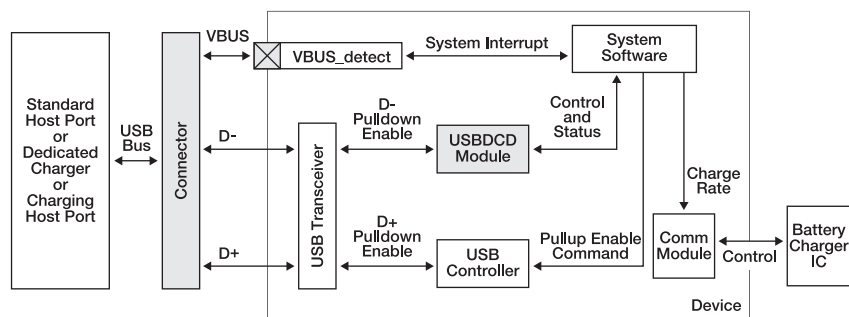 VBUS
VBUS_detect
System Interrupt
System
Software
Standard
Host Port
or
Dedicated
Charger
or
Charging
Host Port
USB
Bus
Connector
D-
USB Transceiver
D-
Pulldown
Enable
USBDCD
Module
Control
and
Status
Charge
Rate
D+
D+
Pulldown
Enable
USB
Controller
Pullup Enable
Command
Comm
Module
Control
Battery
Charger
IC
Device